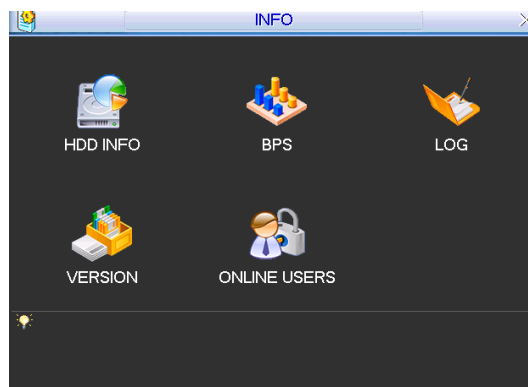 INFO
HDD INFO
BPS
LOG
VERSION
ONLINE USERS